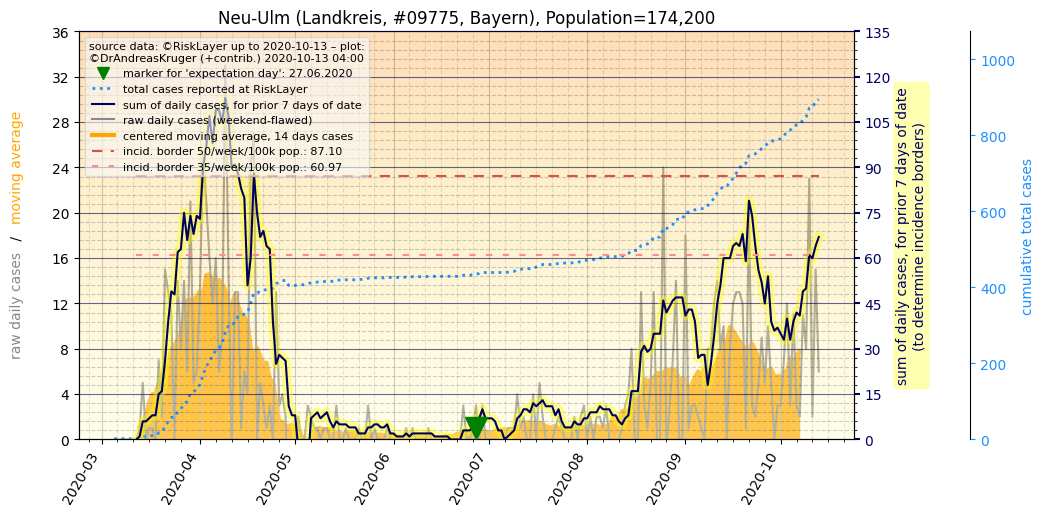 Neu-Ulm (Landkreis, #09775, Bayern), Population=174,200
source data: ©RiskLayer up to 2020-10-13 – plot:
©DrAndreasKruger (+contrib.) 2020-10-13 04:00
marker for 'expectation day': 27.06.2020
total cases reported at RiskLayer
sum of daily cases, for prior 7 days of date
raw daily cases (weekend-flawed)
centered moving average, 14 days cases
incid. border 50/week/100k pop.: 87.10
incid. border 35/week/100k pop.: 60.97
raw daily cases / moving average
36
32
28
24
20
16
12
8
4
0
2020-03
2020-04
2020-05
2020-06
2020-07
2020-08
2020-09
2020-10
135
120
105
90
75
60
45
30
15
0
sum of daily cases, for prior 7 days of date
(to determine incidence borders)
1000
800
600
400
200
0
cumulative total cases